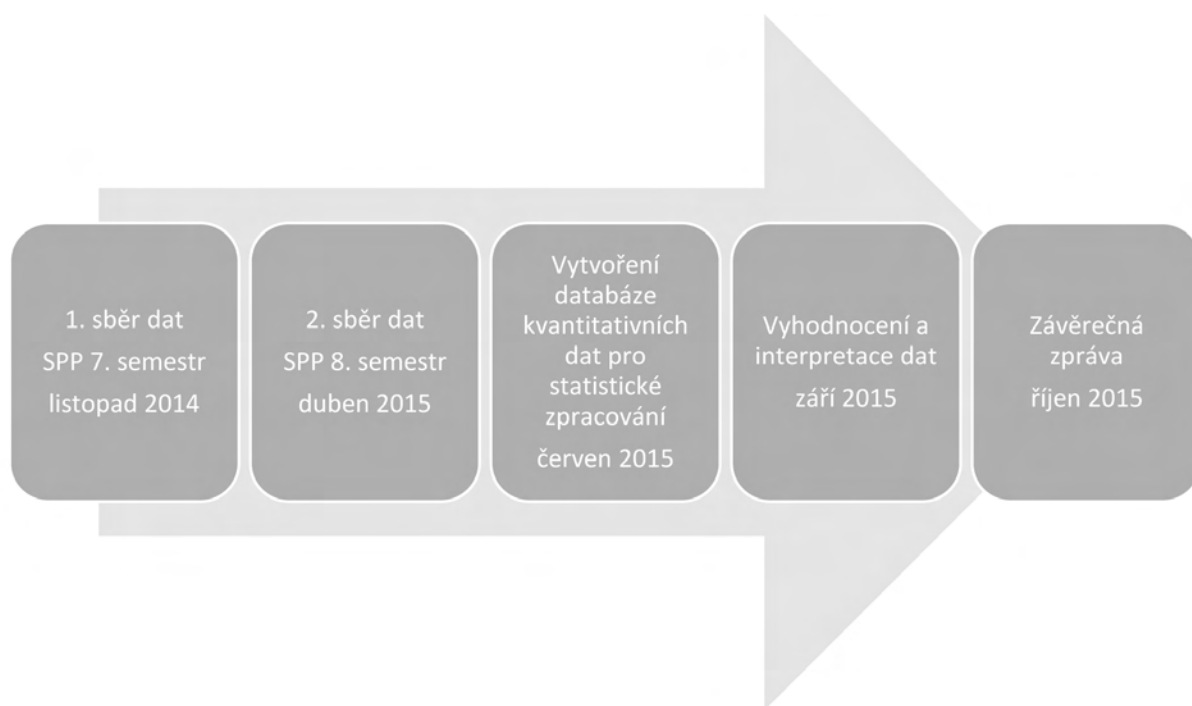 1. sběr dat
SPP 7. semestr
listopad 2014
2. sběr dat
SPP 8. semestr
duben 2015
Vytvoření
databáze
kvantitativních
dat pro
statistické
zpracování
červen 2015
Vyhodnocení a
interpretace dat
září 2015
Závěrečná
zpráva
říjen 2015